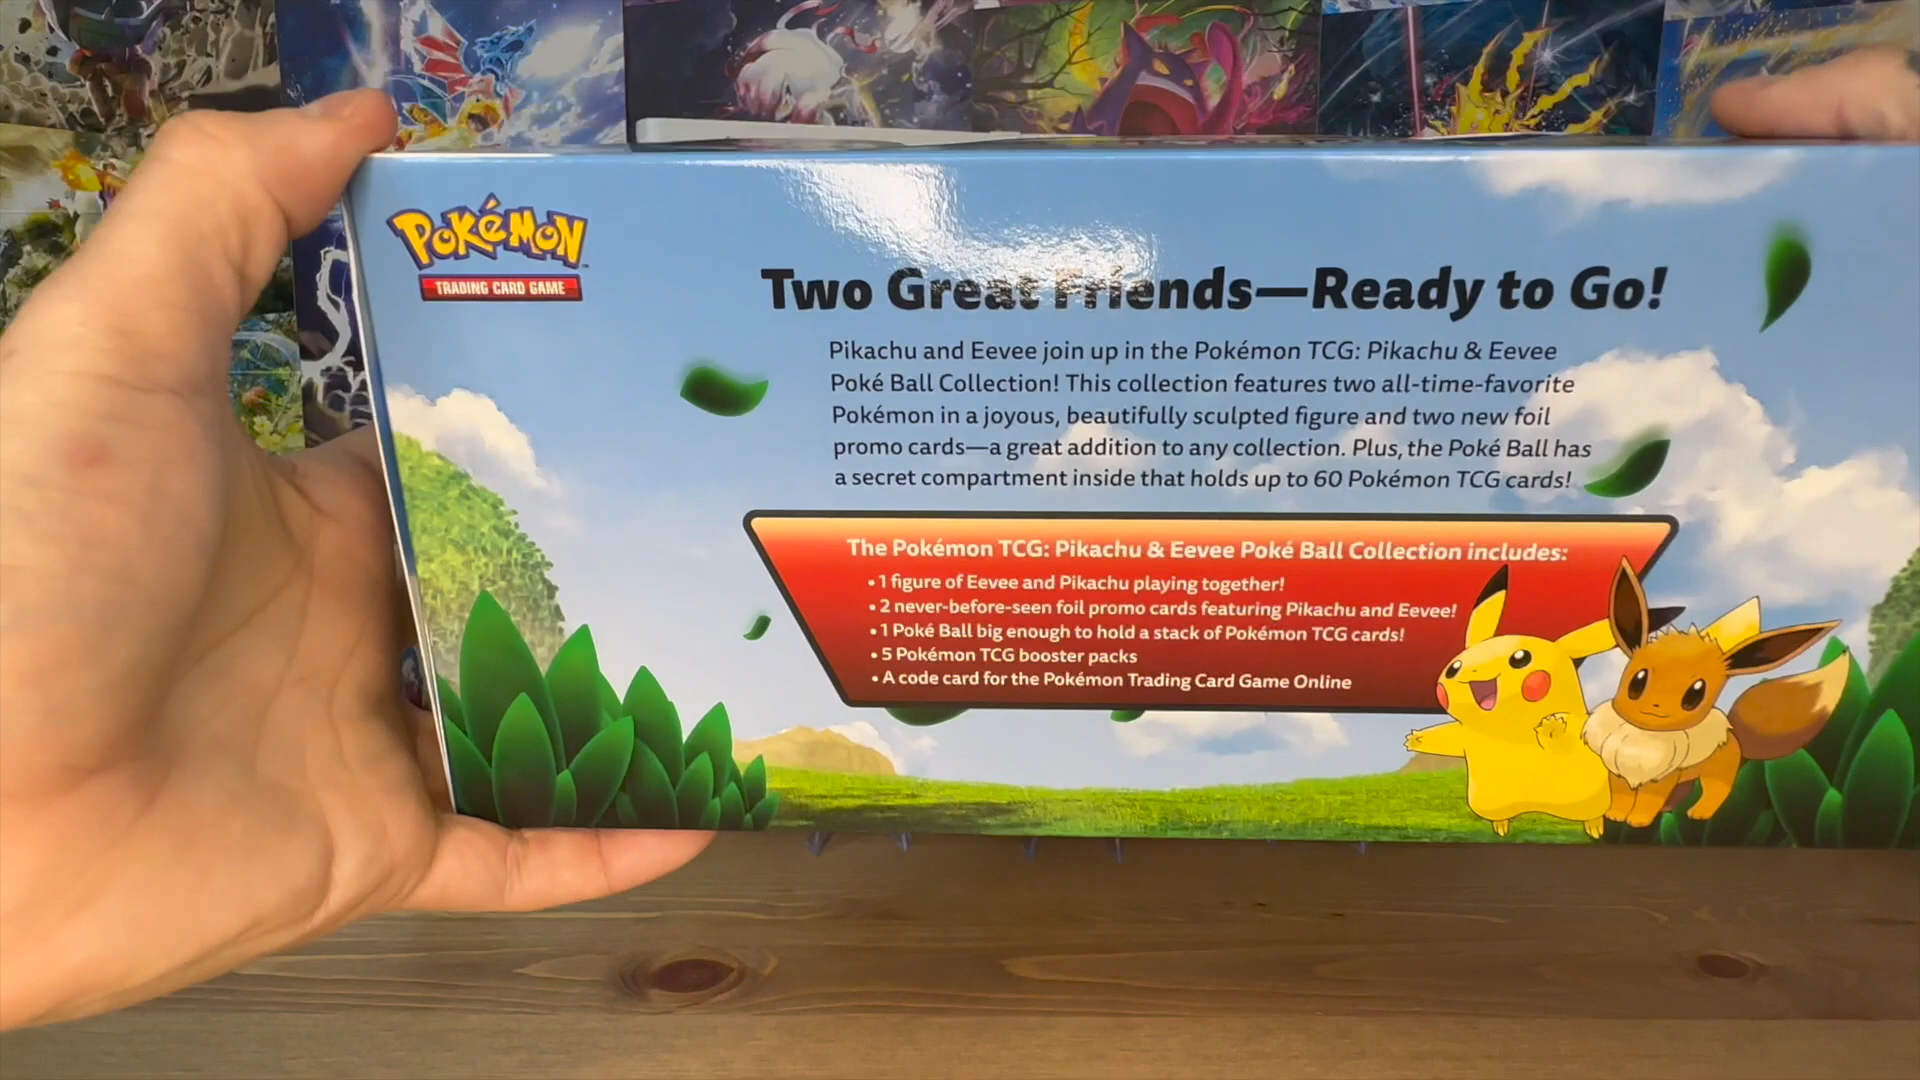 POKéMON
TRADING CARD GAME
Two Great Friends—Ready to Go!
Pikachu and Eevee join up in the Pokémon TCG: Pikachu & Eevee
Poké Ball Collection! This collection features two all-time-favorite
Pokémon in a joyous, beautifully sculpted figure and two new foil
promo cards—a great addition to any collection. Plus, the Poké Ball has
a secret compartment inside that holds up to 60 Pokémon TCG cards!
The Pokémon TCG: Pikachu & Eevee Poké Ball Collection includes:
• 1 figure of Eevee and Pikachu playing together!
• 2 never-before-seen foil promo cards featuring Pikachu and Eevee!
• 1 Poké Ball big enough to hold a stack of Pokémon TCG cards!
• 5 Pokémon TCG booster packs
• A code card for the Pokémon Trading Card Game Online